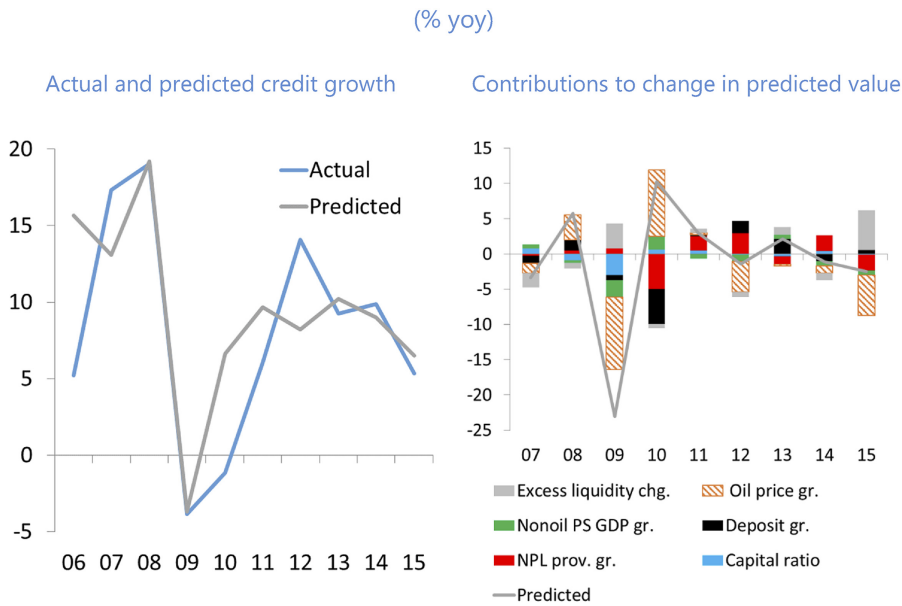 (% yoy)
Actual and predicted credit growth
20
15
10
5
0
-5
06 07 08 09 10 11 12 13 14 15
Actual
Predicted
Contributions to change in predicted value
15
10
5
0
-5
-10
-15
-20
-25
07 08 09 10 11 12 13 14 15
Excess liquidity chg. Oil price gr.
Nonoil PS GDP gr. Deposit gr.
NPL prov. gr. Capital ratio
Predicted